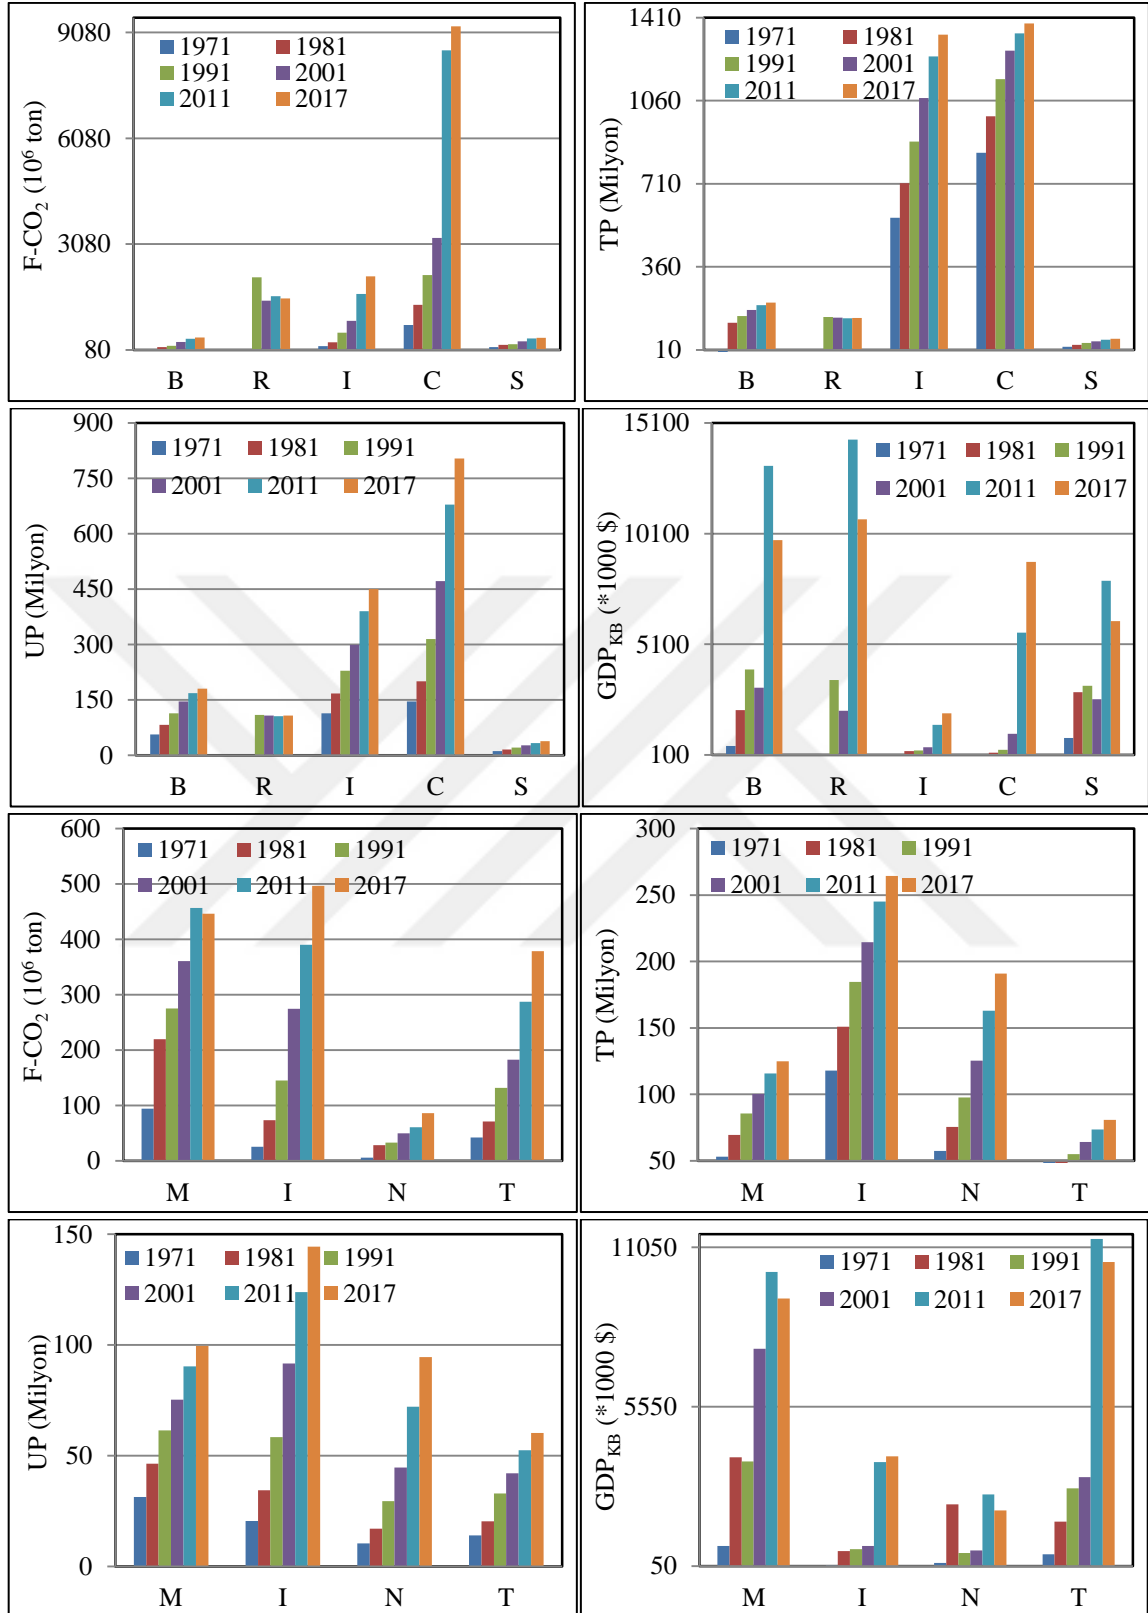 9080
6080
3080
80
F-CO₂ (10⁶ ton)
1971 1981
1991 2001
2011 2017
B R I C S
1410
1060
710
360
10
TP (Milyon)
1971 1981
1991 2001
2011 2017
B R I C S
900
750
600
450
300
150
0
UP (Milyon)
1971 1981 1991
2001 2011 2017
B R I C S
15100
10100
5100
100
GDP_KB (*1000 $)
1971 1981 1991
2001 2011 2017
B R I C S
600
500
400
300
200
100
0
F-CO₂ (10⁶ ton)
1971 1981 1991
2001 2011 2017
M I N T
300
250
200
150
100
50
TP (Milyon)
1971 1981 1991
2001 2011 2017
M I N T
150
100
50
0
UP (Milyon)
1971 1981 1991
2001 2011 2017
M I N T
11050
5550
50
GDP_KB (*1000 $)
1971 1981 1991
2001 2011 2017
M I N T